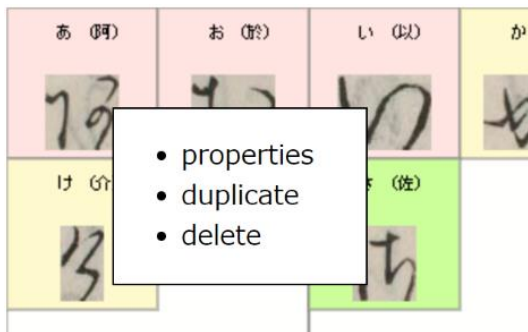 あ (阿)
お (於)
い (以)
か
け (介
(佐)
properties
duplicate
delete